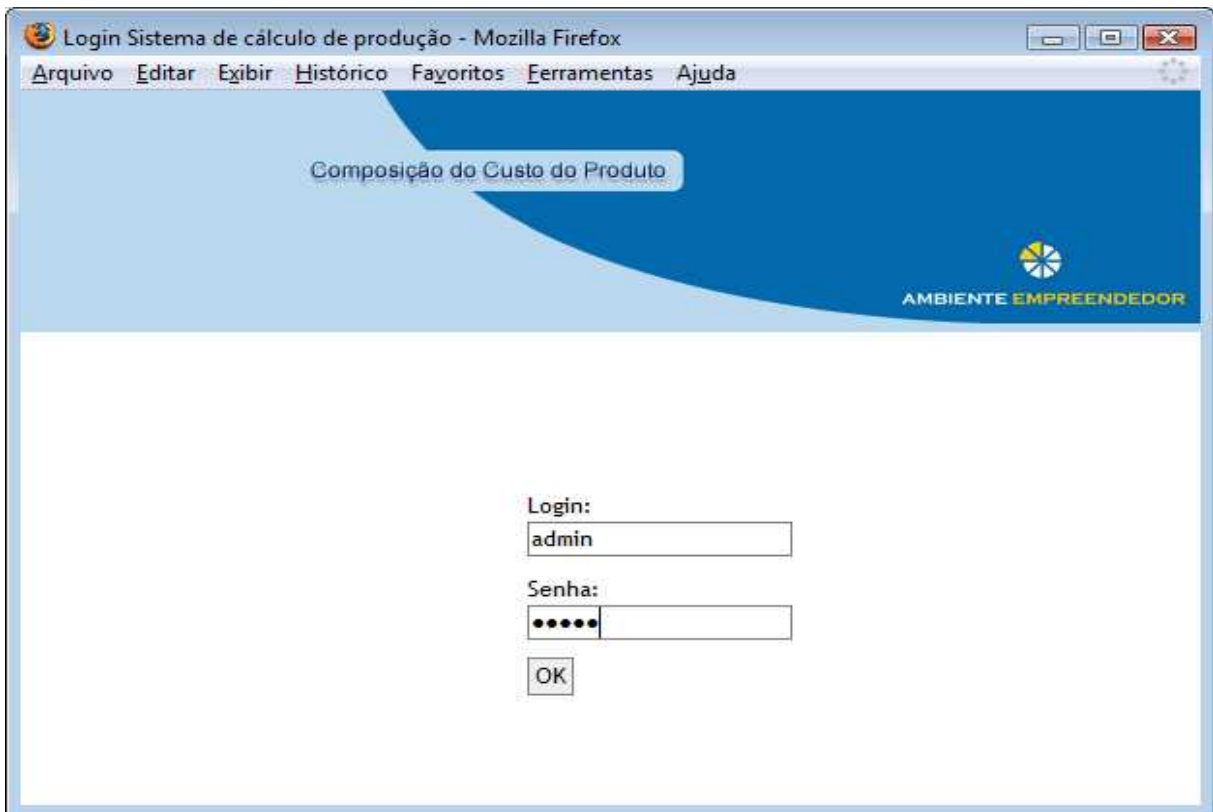 Login Sistema de cálculo de produção - Mozilla Firefox
Arquivo Editar Exibir Histórico Favoritos Ferramentas Ajuda
Composição do Custo do Produto
AMBIENTE EMPREENDEDOR
Login:
admin
Senha:
•••••
OK